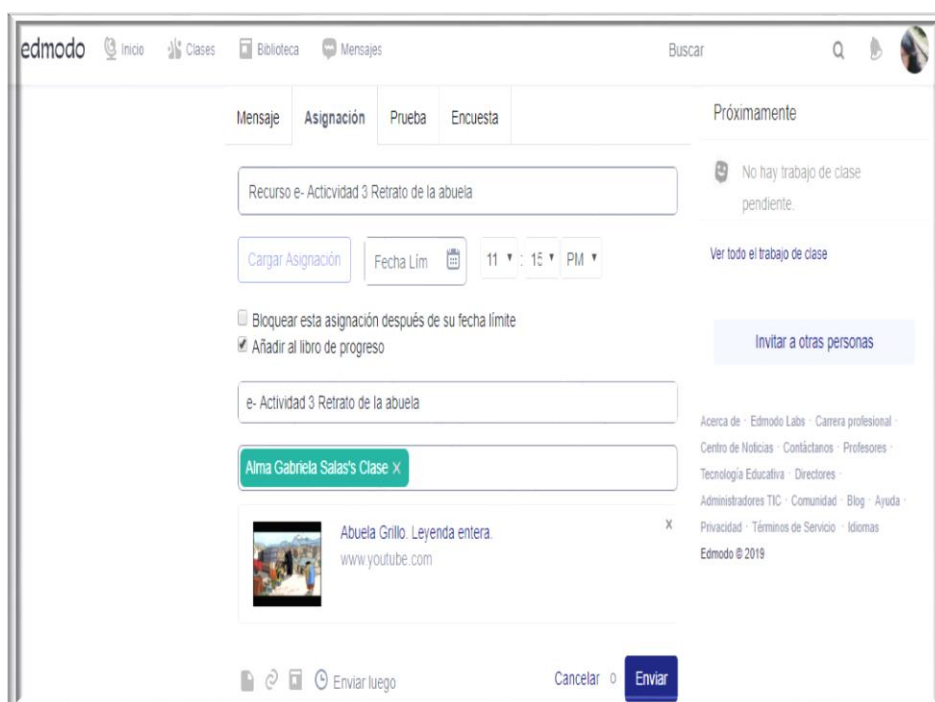 edmodo Inicio Clases Biblioteca Mensajes Buscar
Mensaje Asignación Prueba Encuesta
Recurso e- Acticvidad 3 Retrato de la abuela
Cargar Asignación Fecha Lím 11 : 15 PM
Bloquear esta asignación después de su fecha límite
Añadir al libro de progreso
e- Actividad 3 Retrato de la abuela
Alma Gabriela Salas's Clase X
Abuela Grillo. Leyenda entera. x
www.youtube.com
Enviar luego Cancelar o Enviar
Próximamente
No hay trabajo de clase
pendiente.
Ver todo el trabajo de clase
Invitar a otras personas
Acerca de · Edmodo Labs · Carrera profesional ·
Centro de Noticias · Contáctanos · Profesores ·
Tecnología Educativa · Directores ·
Administradores TIC · Comunidad · Blog · Ayuda ·
Privacidad · Términos de Servicio · Idiomas
Edmodo © 2019